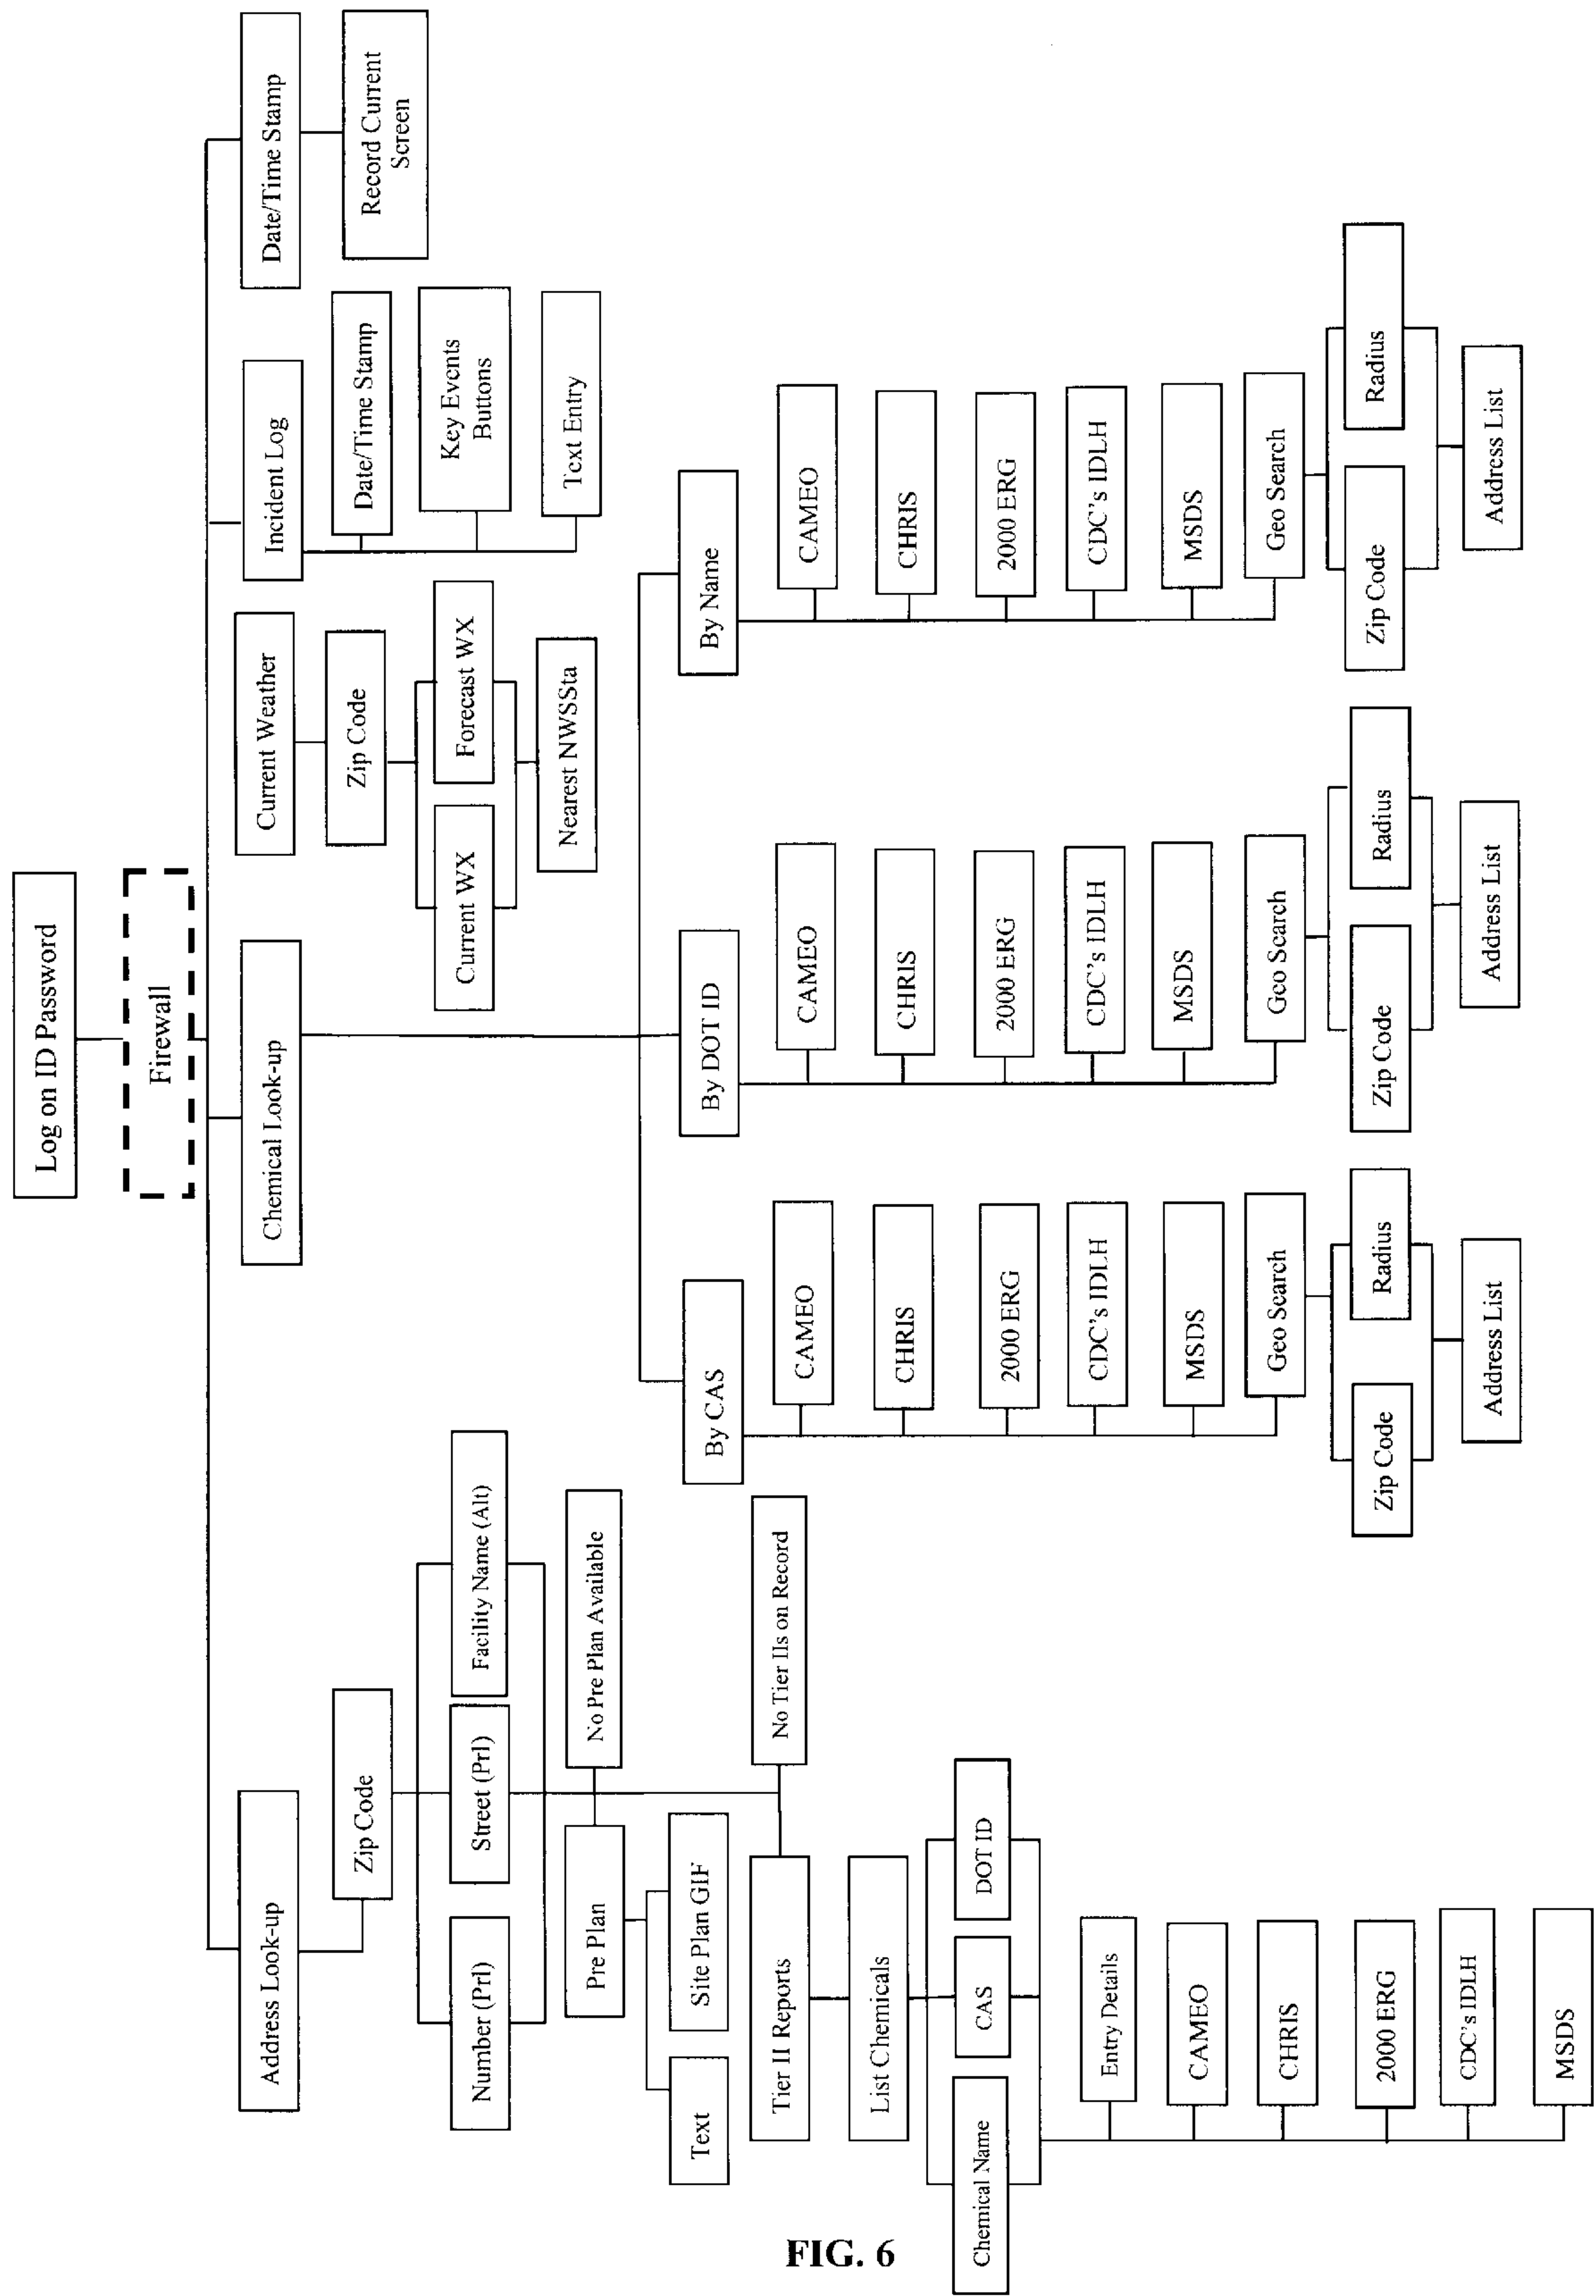 Log on ID Password
Firewall
Address Look-up
Chemical Look-up
Current Weather
Incident Log
Date/Time Stamp
Zip Code
Number (Prl)
Street (Prl)
Facility Name (Alt)
Pre Plan
No Pre Plan Available
Text
Site Plan GIF
Tier II Reports
No Tier IIs on Record
List Chemicals
Chemical Name
CAS
DOT ID
Entry Details
CAMEO
CHRIS
2000 ERG
CDC's IDLH
MSDS
By CAS
CAMEO
CHRIS
2000 ERG
CDC's IDLH
MSDS
Geo Search
Zip Code
Radius
Address List
By DOT ID
CAMEO
CHRIS
2000 ERG
CDC's IDLH
MSDS
Geo Search
Zip Code
Radius
Address List
By Name
CAMEO
CHRIS
2000 ERG
CDC's IDLH
MSDS
Geo Search
Zip Code
Radius
Address List
Zip Code
Current WX
Forecast WX
Nearest NWSSta
Date/Time Stamp
Key Events
Buttons
Text Entry
Record Current
Screen
FIG. 6